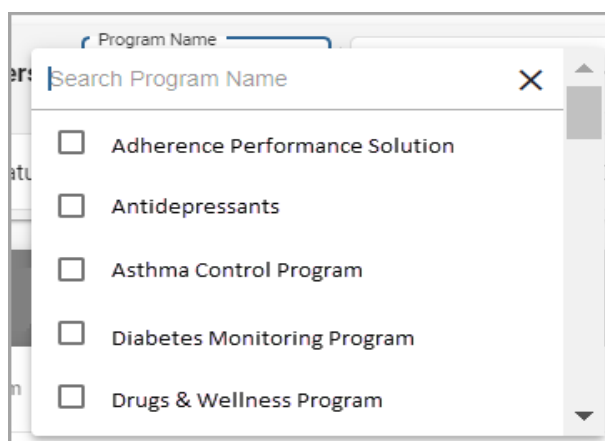 Program Name
Search Program Name
Adherence Performance Solution
Antidepressants
Asthma Control Program
Diabetes Monitoring Program
Drugs & Wellness Program